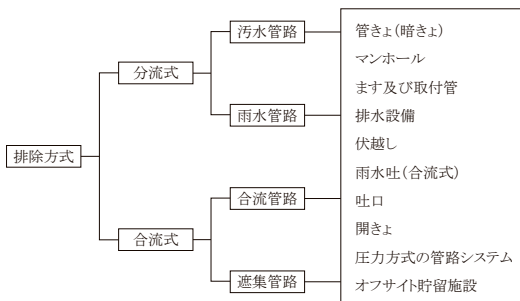 排除方式
分流式
合流式
汚水管路
雨水管路
合流管路
遮集管路
管きょ(暗きょ)
マンホール
ます及び取付管
排水設備
伏越し
雨水吐(合流式)
吐口
開きょ
圧力方式の管路システム
オフサイト貯留施設